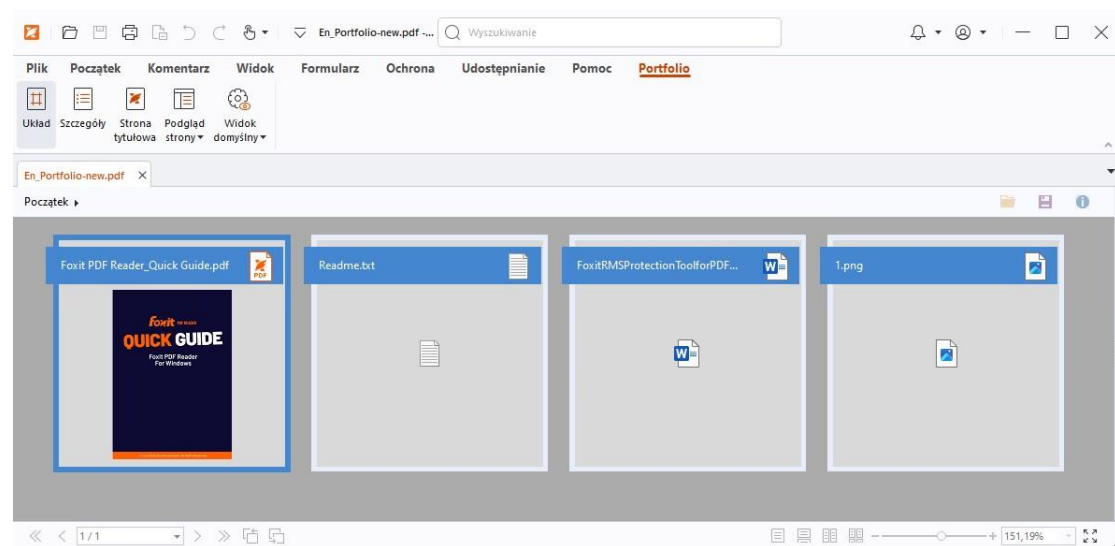 En_Portfolio-new.pdf -... Wyszukiwanie
Plik Początek Komentarz Widok Formularz Ochrona Udostępnianie Pomoc Portfolio
Układ Szczegóły Strona tytułowa Podgląd strony Widok domyślny
En_Portfolio-new.pdf
Początek
Foxit PDF Reader_Quick Guide.pdf PDF Readme.txt FoxitRMSProtectionToolforPDF... W 1.png
foxit
QUICK GUIDE
Foxit PDF Reader
For Windows
W
1 / 1 151,19%